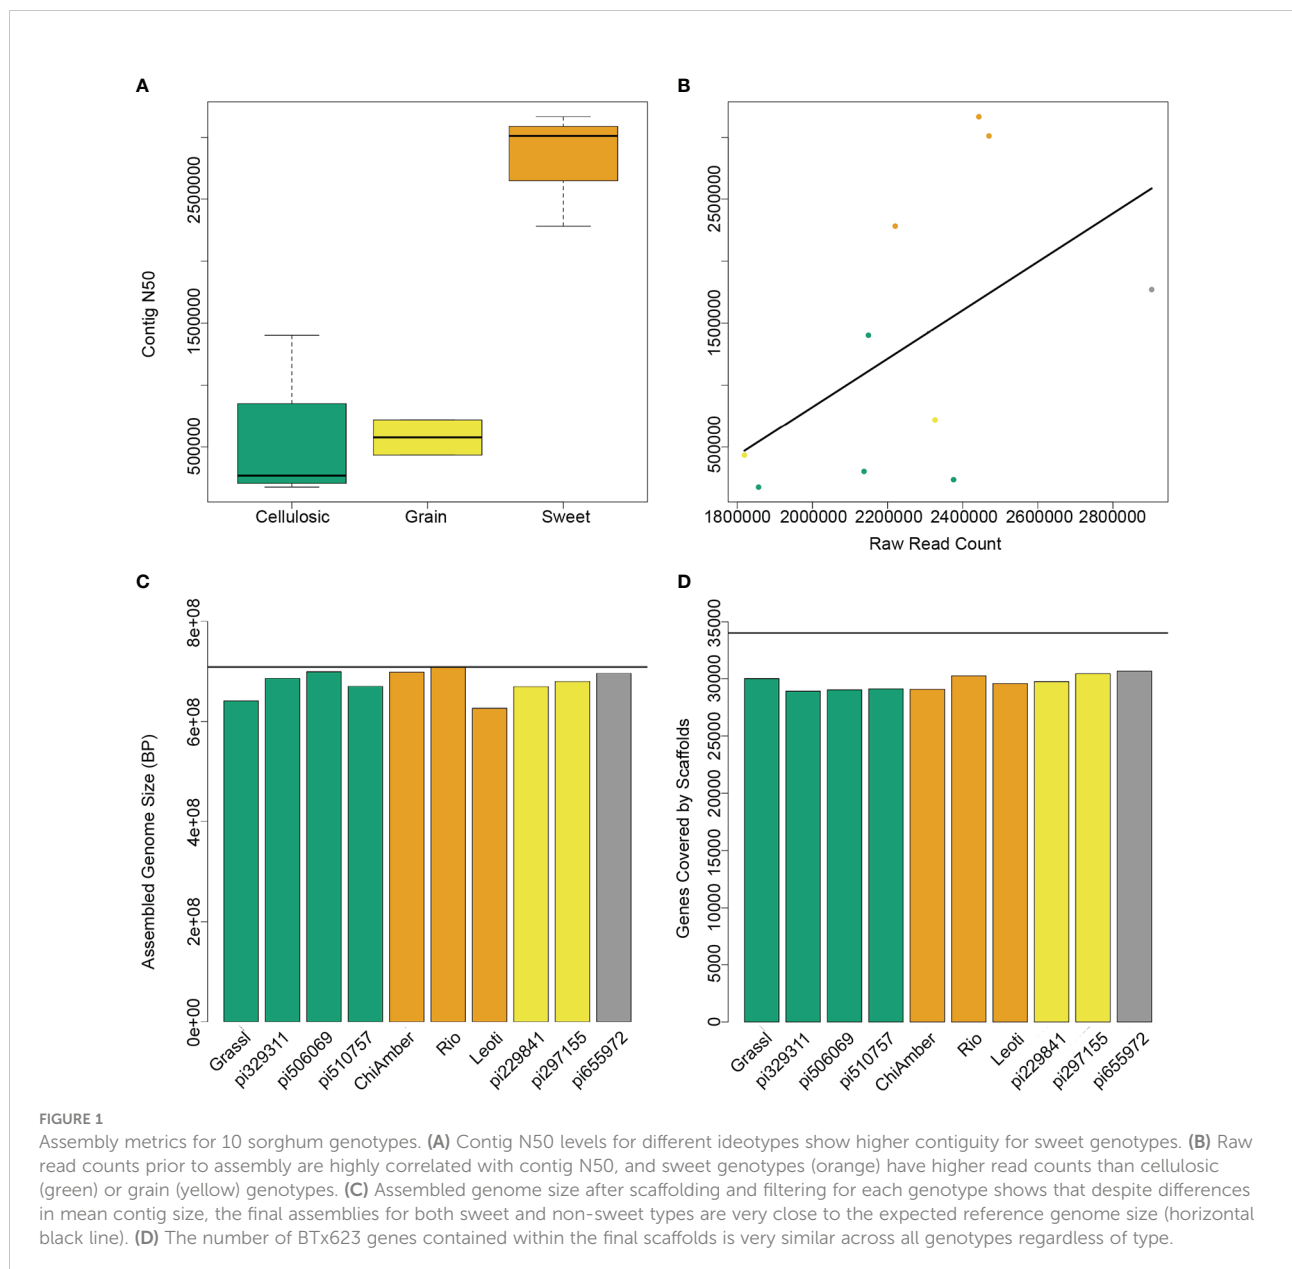 A
Contig N50
500000
1500000
2500000
Cellulosic
Grain
Sweet
B
500000
1500000
2500000
1800000
2000000
2200000
2400000
2600000
2800000
Raw Read Count
C
Assembled Genome Size (BP)
0e+00
2e+08
4e+08
6e+08
8e+08
Grassl
pi329311
pi506069
pi510757
ChiAmber
Rio
Leoti
pi229841
pi297155
pi655972
D
Genes Covered by Scaffolds
0
5000
10000
15000
20000
25000
30000
35000
Grassl
pi329311
pi506069
pi510757
ChiAmber
Rio
Leoti
pi229841
pi297155
pi655972
FIGURE 1
Assembly metrics for 10 sorghum genotypes. (A) Contig N50 levels for different ideotypes show higher contiguity for sweet genotypes. (B) Raw
read counts prior to assembly are highly correlated with contig N50, and sweet genotypes (orange) have higher read counts than cellulosic
(green) or grain (yellow) genotypes. (C) Assembled genome size after scaffolding and filtering for each genotype shows that despite differences
in mean contig size, the final assemblies for both sweet and non-sweet types are very close to the expected reference genome size (horizontal
black line). (D) The number of BTx623 genes contained within the final scaffolds is very similar across all genotypes regardless of type.